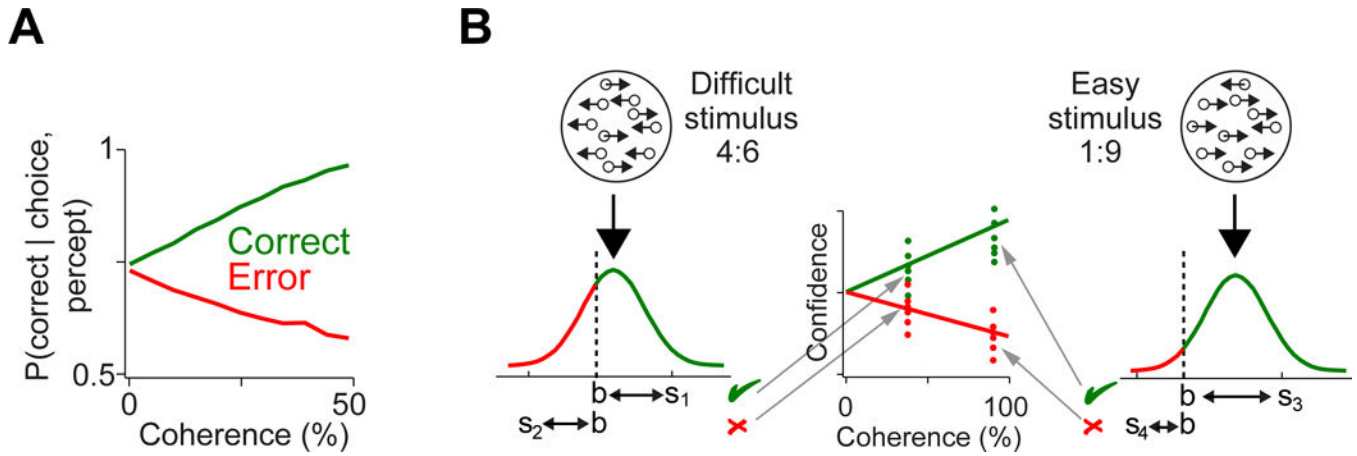 A
P(correct | choice,
percept)
1
0.5
Correct
Error
0
50
Coherence (%)
B
Difficult
stimulus
4:6
Easy
stimulus
1:9
b
s1
s2
b
Confidence
0
100
Coherence (%)
b
s3
s4
b